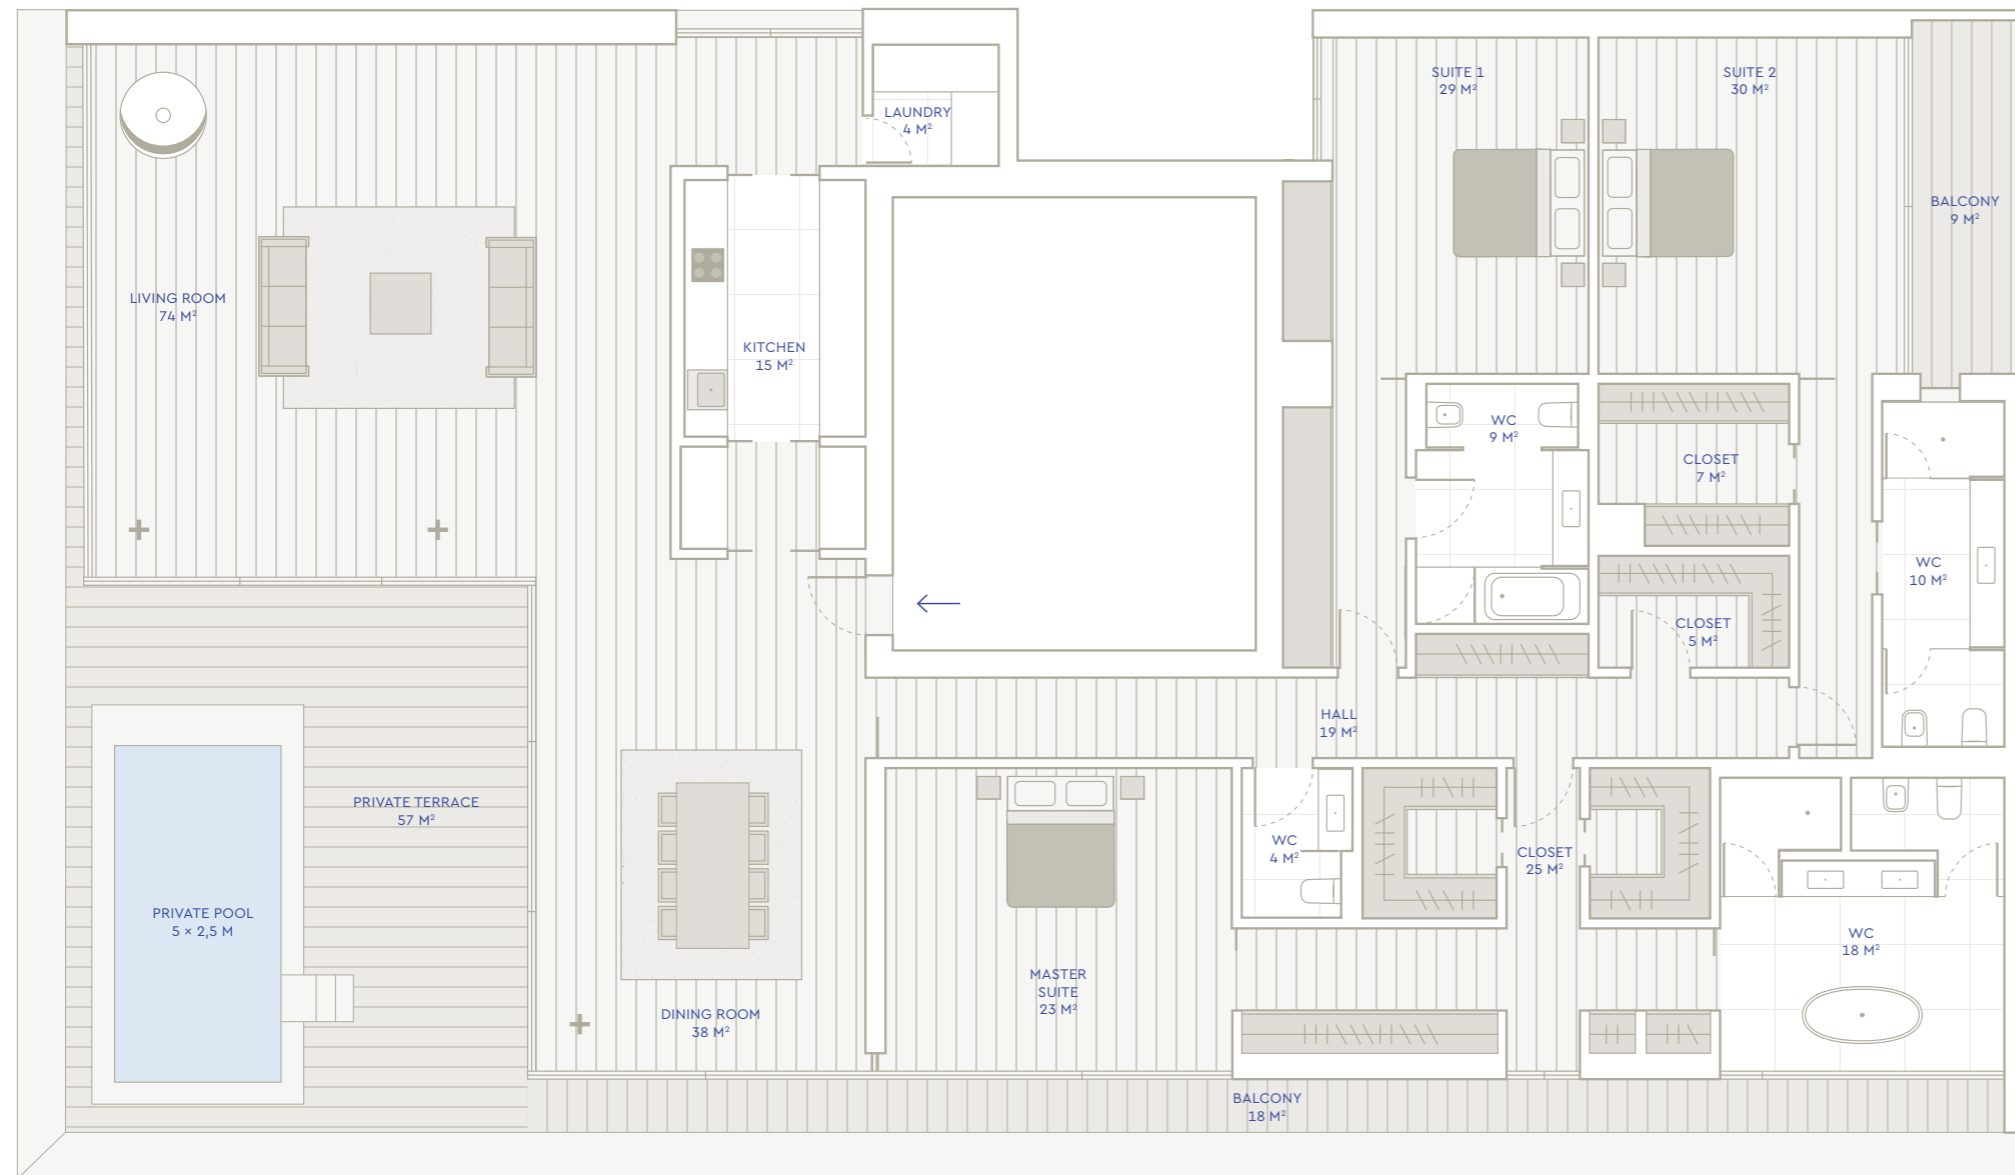 SUITE 1
29 M²
SUITE 2
30 M²
LAUNDRY
4 M²
BALCONY
9 M²
LIVING ROOM
74 M²
KITCHEN
15 M²
WC
9 M²
CLOSET
7 M²
WC
10 M²
CLOSET
5 M²
HALL
19 M²
PRIVATE TERRACE
57 M²
WC
4 M²
CLOSET
25 M²
PRIVATE POOL
5 × 2,5 M
WC
18 M²
MASTER
SUITE
23 M²
DINING ROOM
38 M²
BALCONY
18 M²